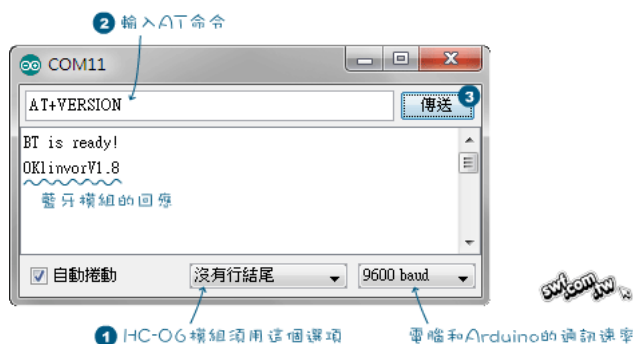 2 輸入AT命令
COM11
AT+VERSION
傳送 3
BT is ready!
OKlinvorV1.8
藍牙模組的回應
自動捲動
沒有行結尾
9600 baud
swf.com.tw
1 HC-06模組須用這個選項
電腦和Arduino的通訊速率